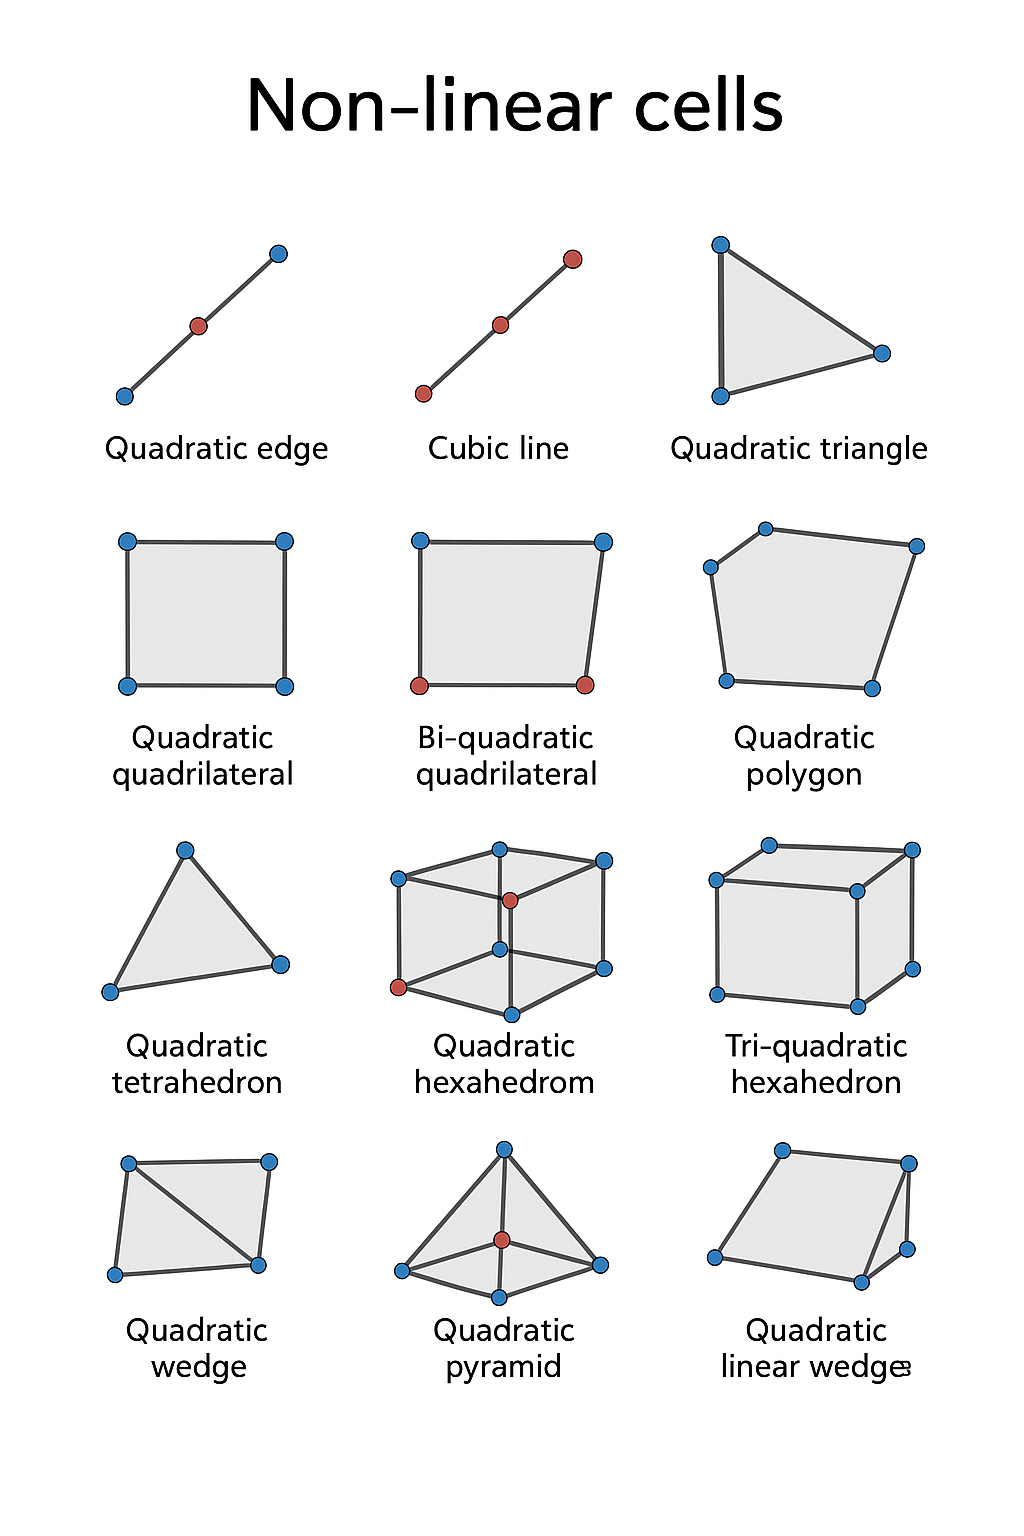 Non-linear cells
Quadratic edge
Cubic line
Quadratic triangle
Quadratic
quadrilateral
Bi-quadratic
quadrilateral
Quadratic
polygon
Quadratic
tetrahedron
Quadratic
hexahedrom
Tri-quadratic
hexahedron
Quadratic
wedge
Quadratic
pyramid
Quadratic
linear wedge